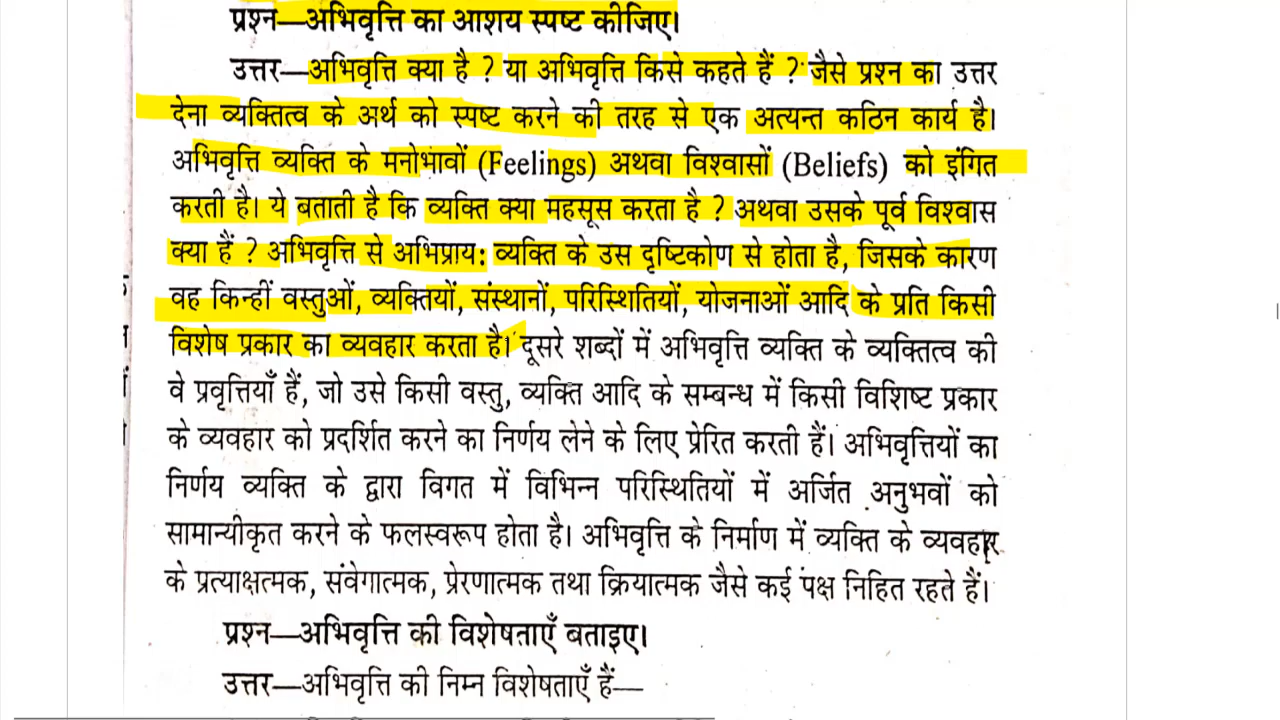 प्रश्न—अभिवृत्ति का आशय स्पष्ट कीजिए।
उत्तर—अभिवृत्ति क्या है ? या अभिवृत्ति किसे कहते हैं ? जैसे प्रश्न का उत्तर
देना व्यक्तित्व के अर्थ को स्पष्ट करने की तरह से एक अत्यन्त कठिन कार्य है।
अभिवृत्ति व्यक्ति के मनोभावों (Feelings) अथवा विश्वासों (Beliefs) को इंगित
करती है। ये बताती है कि व्यक्ति क्या महसूस करता है ? अथवा उसके पूर्व विश्वास
क्या हैं ? अभिवृत्ति से अभिप्राय: व्यक्ति के उस दृष्टिकोण से होता है, जिसके कारण
वह किन्हीं वस्तुओं, व्यक्तियों, संस्थानों, परिस्थितियों, योजनाओं आदि के प्रति किसी
विशेष प्रकार का व्यवहार करता है। दूसरे शब्दों में अभिवृत्ति व्यक्ति के व्यक्तित्व की
वे प्रवृत्तियाँ हैं, जो उसे किसी वस्तु, व्यक्ति आदि के सम्बन्ध में किसी विशिष्ट प्रकार
के व्यवहार को प्रदर्शित करने का निर्णय लेने के लिए प्रेरित करती हैं। अभिवृत्तियों का
निर्णय व्यक्ति के द्वारा विगत में विभिन्न परिस्थितियों में अर्जित अनुभवों को
सामान्यीकृत करने के फलस्वरूप होता है। अभिवृत्ति के निर्माण में व्यक्ति के व्यवहार
के प्रत्याक्षत्मक, संवेगात्मक, प्रेरणात्मक तथा क्रियात्मक जैसे कई पक्ष निहित रहते हैं।
प्रश्न—अभिवृत्ति की विशेषताएँ बताइए।
उत्तर—अभिवृत्ति की निम्न विशेषताएँ हैं—